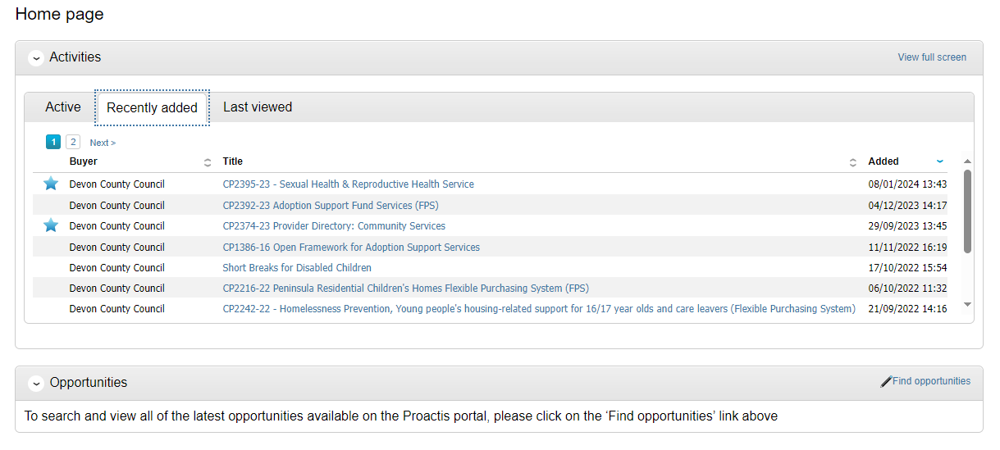 Home page
Activities View full screen
Active Recently added Last viewed
1 2 Next >
Buyer Title Added
Devon County Council CP2395-23 - Sexual Health & Reproductive Health Service 08/01/2024 13:43
Devon County Council CP2392-23 Adoption Support Fund Services (FPS) 04/12/2023 14:17
Devon County Council CP2374-23 Provider Directory: Community Services 29/09/2023 13:45
Devon County Council CP1386-16 Open Framework for Adoption Support Services 11/11/2022 16:19
Devon County Council Short Breaks for Disabled Children 17/10/2022 15:54
Devon County Council CP2216-22 Peninsula Residential Children's Homes Flexible Purchasing System (FPS) 06/10/2022 11:32
Devon County Council CP2242-22 - Homelessness Prevention, Young people's housing-related support for 16/17 year olds and care leavers (Flexible Purchasing System) 21/09/2022 14:16
Opportunities Find opportunities
To search and view all of the latest opportunities available on the Proactis portal, please click on the ‘Find opportunities’ link above